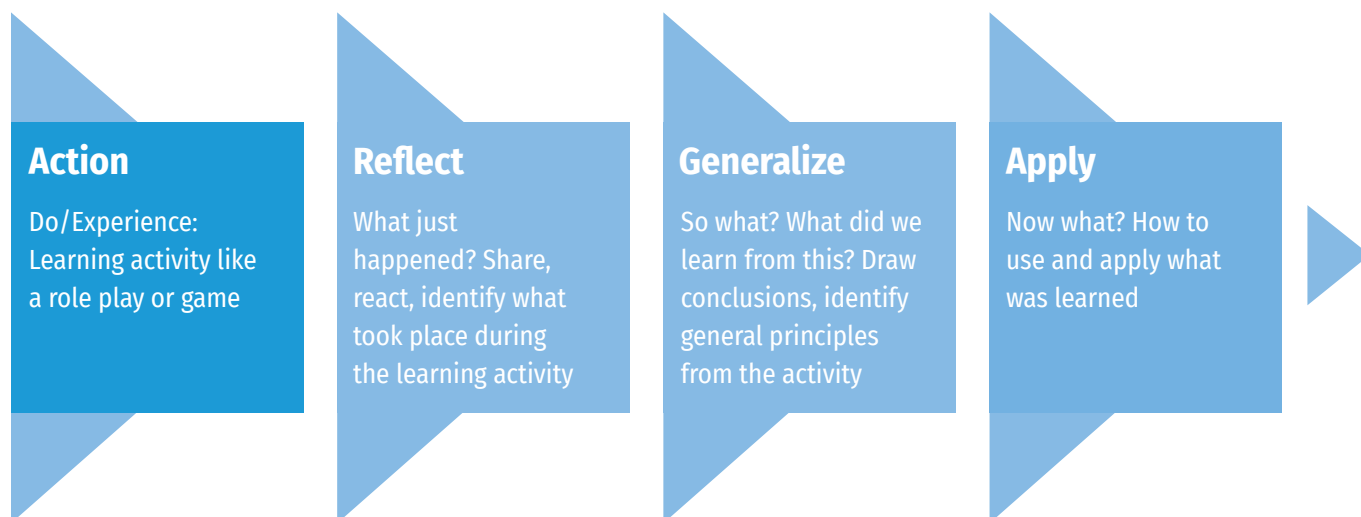 Action
Do/Experience:
Learning activity like
a role play or game
Reflect
What just
happened? Share,
react, identify what
took place during
the learning activity
Generalize
So what? What did we
learn from this? Draw
conclusions, identify
general principles
from the activity
Apply
Now what? How to
use and apply what
was learned